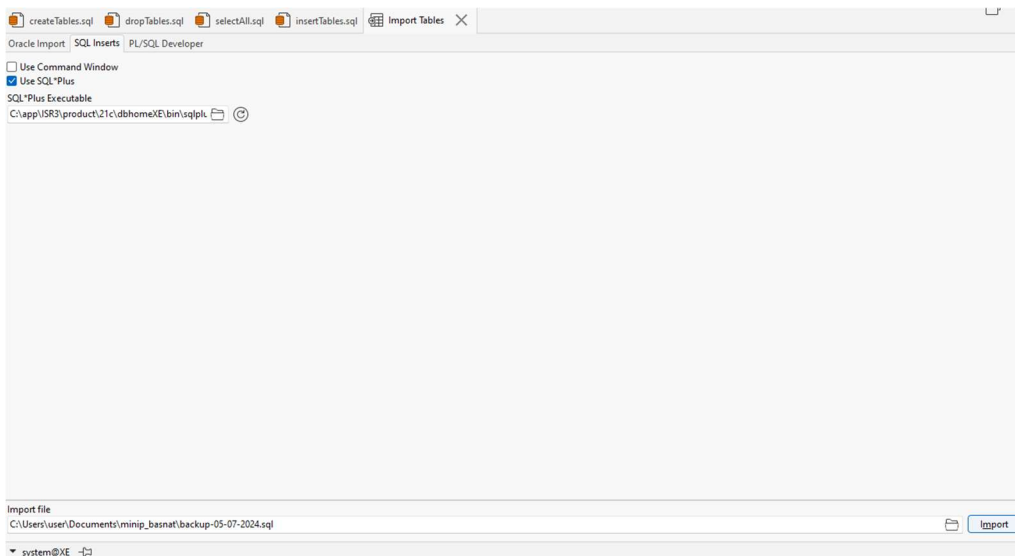 createTables.sql dropTables.sql selectAll.sql insertTables.sql Import Tables
Oracle Import SQL Inserts PL/SQL Developer
Use Command Window
Use SQL*Plus
SQL*Plus Executable
C:\app\ISR3\product\21c\dbhomeXE\bin\sqlplu
Import file
C:\Users\user\Documents\minip_basnat\backup-05-07-2024.sql
Import
system@XE